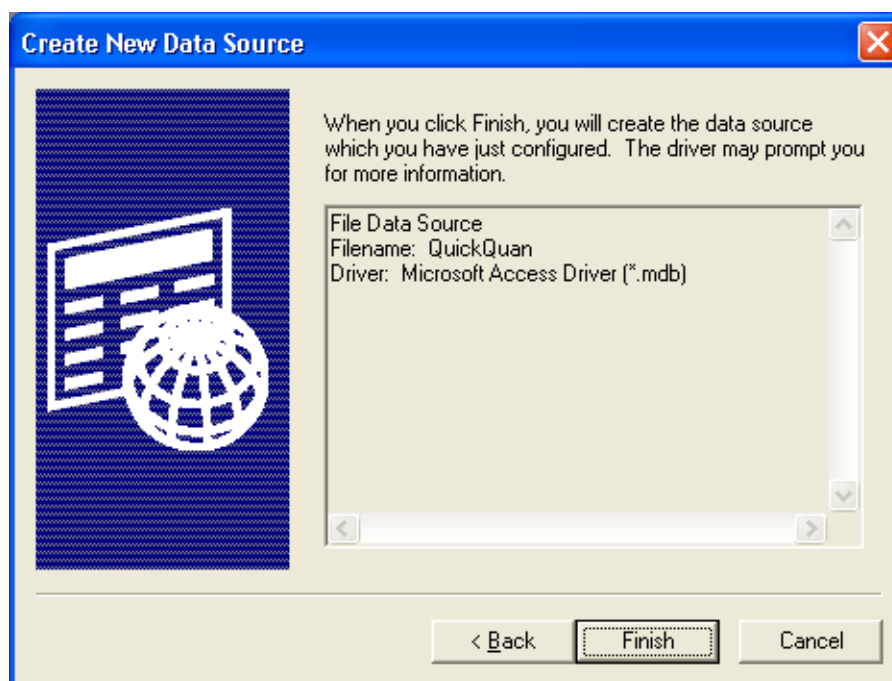 Create New Data Source
When you click Finish, you will create the data source
which you have just configured.  The driver may prompt you
for more information.
File Data Source
Filename:  QuickQuan
Driver:  Microsoft Access Driver (*.mdb)
< Back
Finish
Cancel